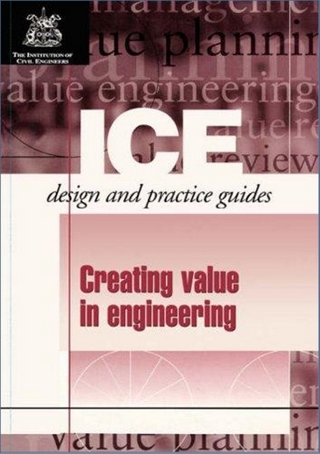 management
value planning
THE INSTITUTION OF
CIVIL ENGINEERS
value engineering
value re
ICE
review
design and practice guides
Creating value
in engineering
value planning